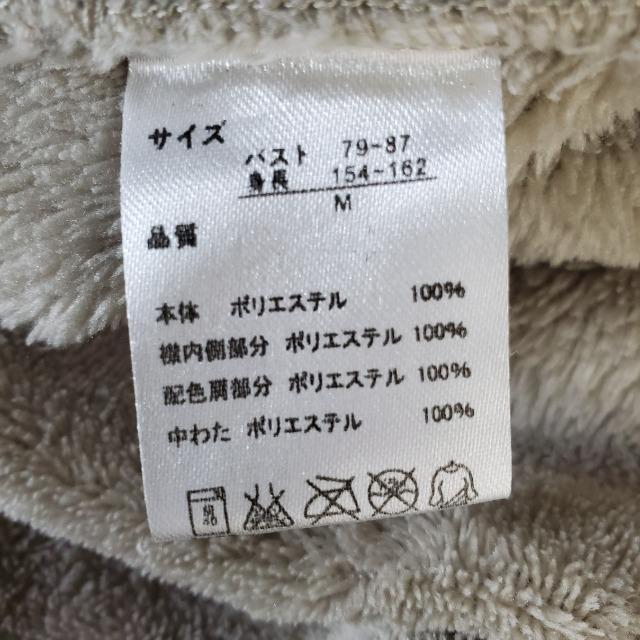 サイズ
バスト 79-87
身長 154-162
M
品質
本体 ポリエステル 100%
機内側部分 ポリエステル 100%
配色胴部分 ポリエステル 100%
中わた ポリエステル 100%